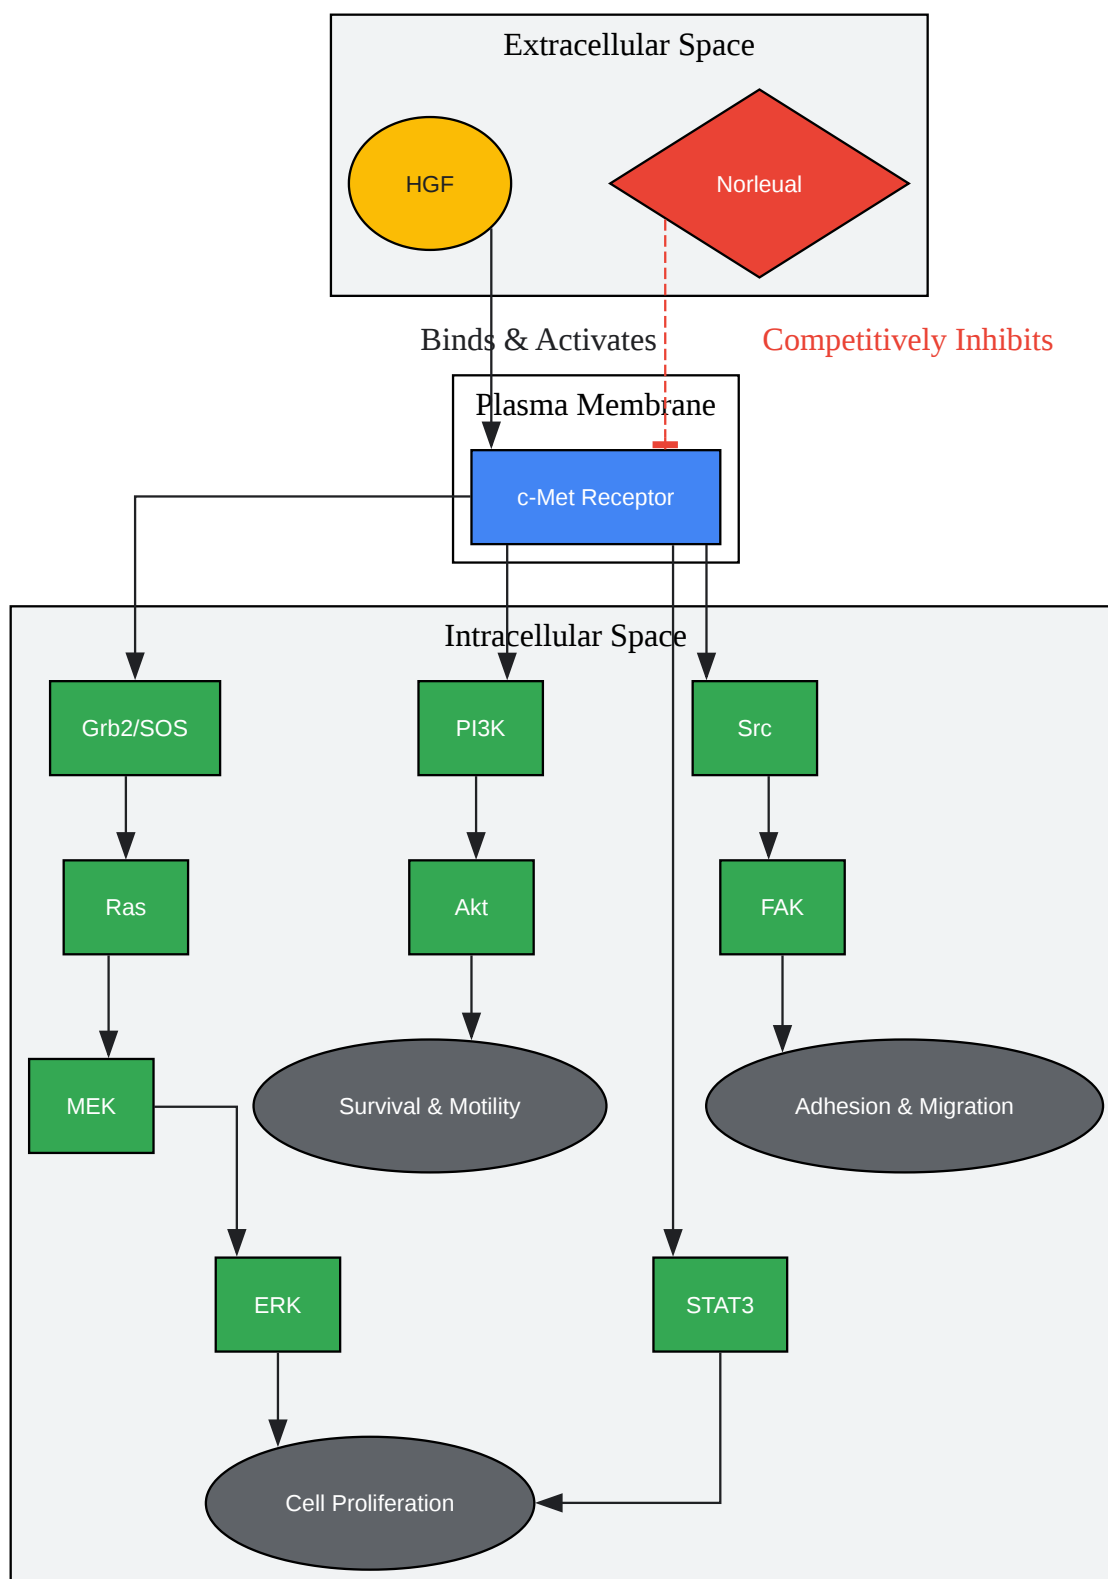 Extracellular Space
HGF
Norleual
Binds & Activates
Competitively Inhibits
Plasma Membrane
c-Met Receptor
Intracellular Space
Grb2/SOS
PI3K
Src
Ras
Akt
FAK
MEK
Survival & Motility
Adhesion & Migration
ERK
STAT3
Cell Proliferation